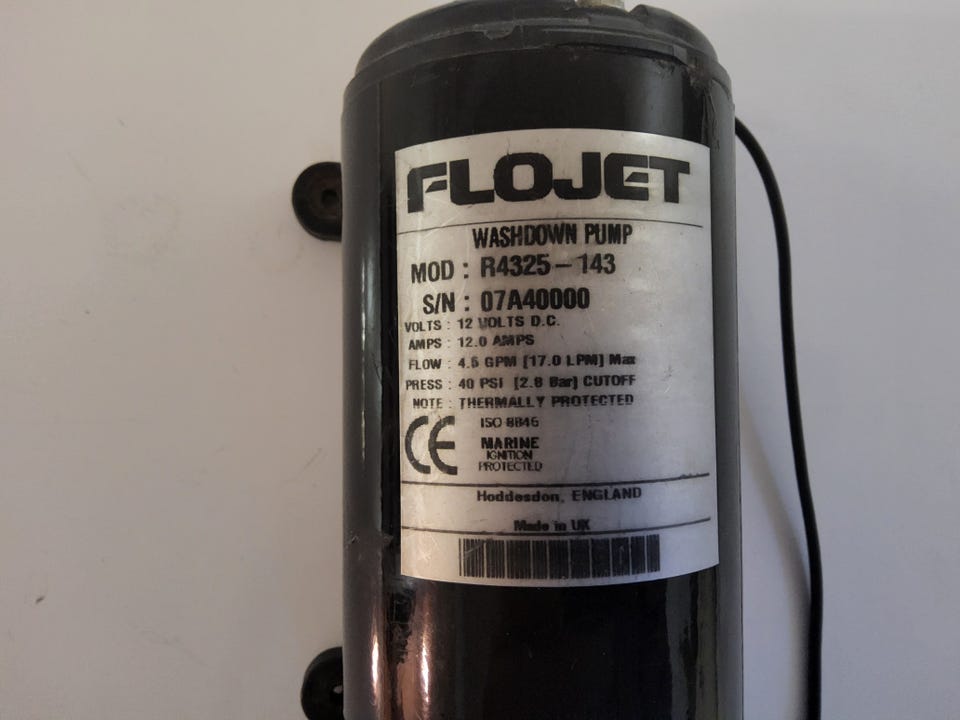 FLOJET
WASHDOWN PUMP
MOD : R4325-143
S/N : 07A40000
VOLTS : 12 VOLTS D.C.
AMPS : 12.0 AMPS
FLOW : 4.5 GPM [17.0 LPM] Max
PRESS : 40 PSI [2.8 Bar] CUTOFF
NOTE : THERMALLY PROTECTED
CE
ISO 8846
MARINE
IGNITION
PROTECTED
Hoddesdon, ENGLAND
Made in UK